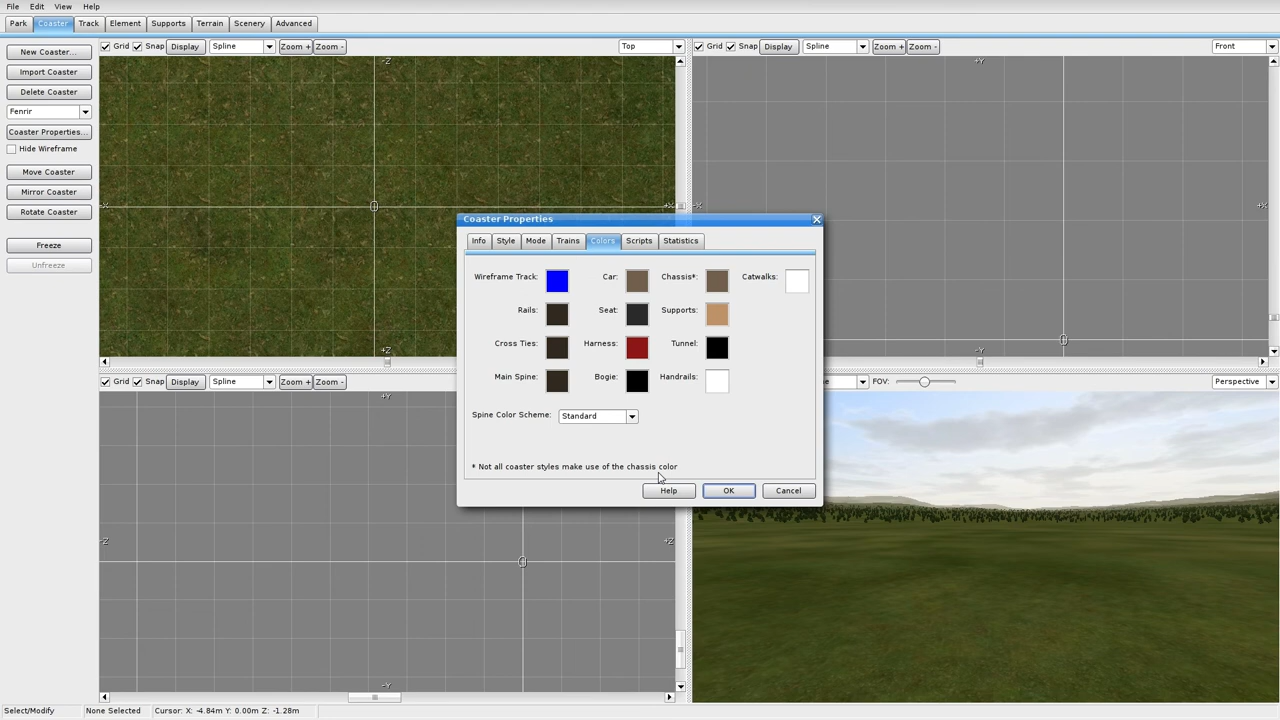 File Edit View Help
Park Coaster Track Element Supports Terrain Scenery Advanced
New Coaster...
Import Coaster
Delete Coaster
Fenrir
Coaster Properties...
Hide Wireframe
Move Coaster
Mirror Coaster
Rotate Coaster
Freeze
Unfreeze
Grid Snap Display Spline Zoom + Zoom - Top
-Z
-X +X
+Z
Grid Snap Display Spline Zoom + Zoom - Front
+Y
-X +X
-Y
Grid Snap Display Spline Zoom + Zoom -
+Y
-Z +Z
-Y
FOV: Perspective
Coaster Properties
Info Style Mode Trains Colors Scripts Statistics
Wireframe Track: Car: Chassis*: Catwalks:
Rails: Seat: Supports:
Cross Ties: Harness: Tunnel:
Main Spine: Bogie: Handrails:
Spine Color Scheme: Standard
* Not all coaster styles make use of the chassis color
Help OK Cancel
Select/Modify None Selected Cursor: X: -4.84m Y: 0.00m Z: -1.28m